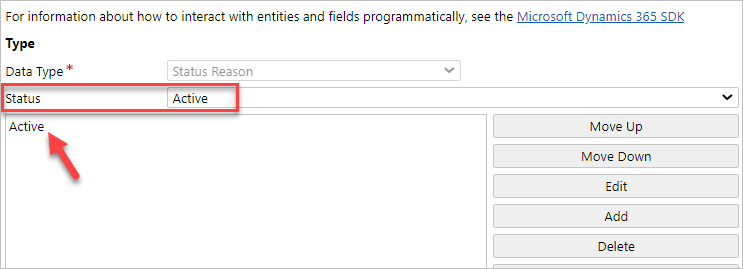 For information about how to interact with entities and fields programmatically, see the Microsoft Dynamics 365 SDK
Type
Data Type* Status Reason
Status Active
Active
Move Up
Move Down
Edit
Add
Delete